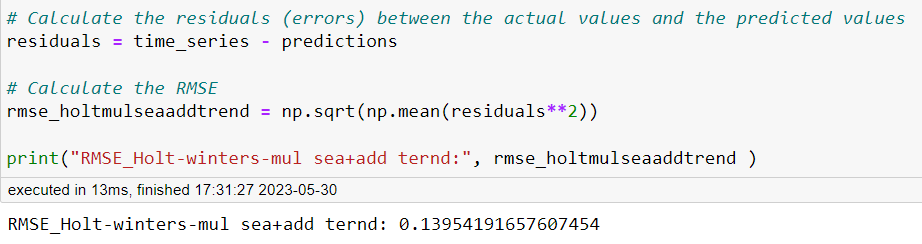 # Calculate the residuals (errors) between the actual values and the predicted values
residuals = time_series - predictions
# Calculate the RMSE
rmse_holtmulseaaddtrend = np.sqrt(np.mean(residuals**2))
print("RMSE_Holt-winters-mul sea+add ternd:", rmse_holtmulseaaddtrend )
executed in 13ms, finished 17:31:27 2023-05-30
RMSE_Holt-winters-mul sea+add ternd: 0.13954191657607454